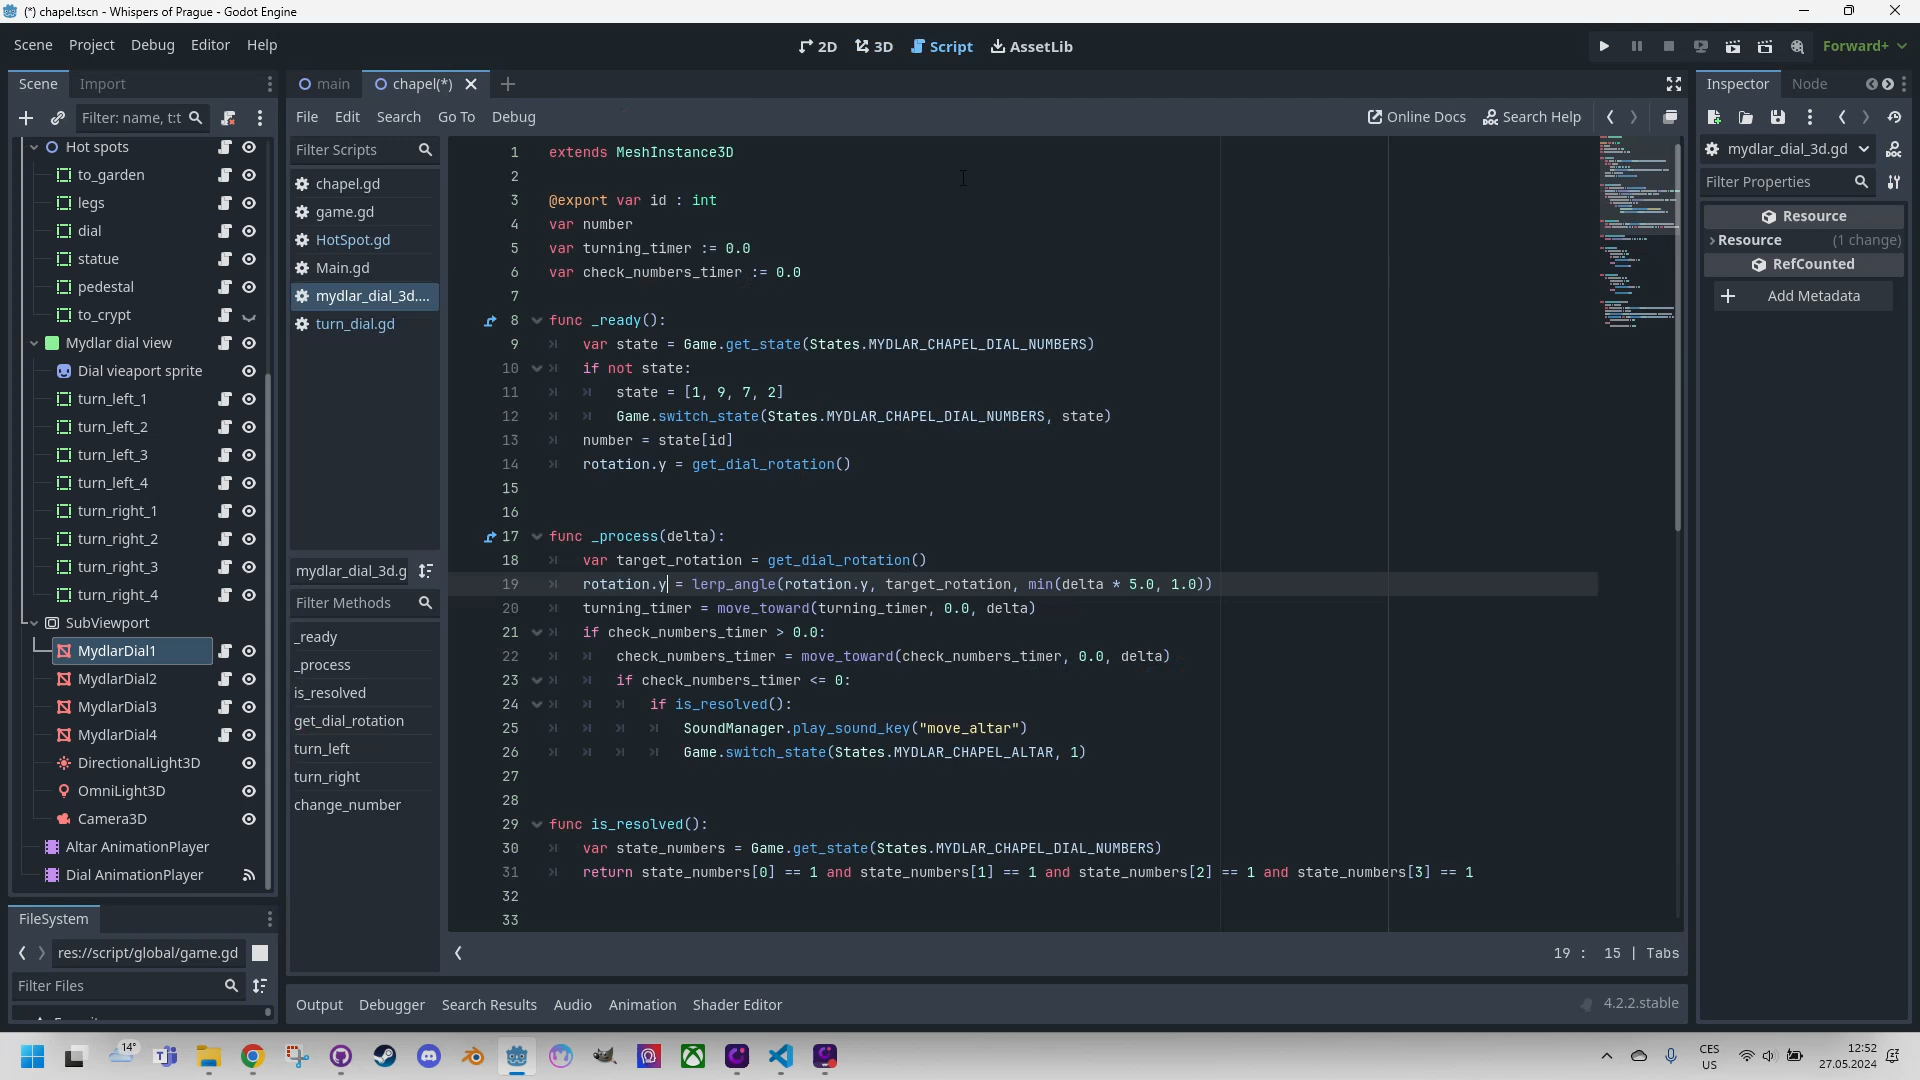 (*) chapel.tscn - Whispers of Prague - Godot Engine
Scene Project Debug Editor Help
2D 3D Script AssetLib
Forward+
Scene Import
Filter: name, t:t
Hot spots
to_garden
legs
dial
statue
pedestal
to_crypt
Mydlar dial view
Dial vieaport sprite
turn_left_1
turn_left_2
turn_left_3
turn_left_4
turn_right_1
turn_right_2
turn_right_3
turn_right_4
SubViewport
MydlarDial1
MydlarDial2
MydlarDial3
MydlarDial4
DirectionalLight3D
OmniLight3D
Camera3D
Altar AnimationPlayer
Dial AnimationPlayer
FileSystem
res://script/global/game.gd
Filter Files
main chapel(*)
File Edit Search Go To Debug
Online Docs Search Help
Filter Scripts
chapel.gd
game.gd
HotSpot.gd
Main.gd
mydlar_dial_3d....
turn_dial.gd
mydlar_dial_3d.g
Filter Methods
_ready
_process
is_resolved
get_dial_rotation
turn_left
turn_right
change_number
1 extends MeshInstance3D
2
3 @export var id : int
4 var number
5 var turning_timer := 0.0
6 var check_numbers_timer := 0.0
7
8 func _ready():
9 var state = Game.get_state(States.MYDLAR_CHAPEL_DIAL_NUMBERS)
10 if not state:
11 state = [1, 9, 7, 2]
12 Game.switch_state(States.MYDLAR_CHAPEL_DIAL_NUMBERS, state)
13 number = state[id]
14 rotation.y = get_dial_rotation()
15
16
17 func _process(delta):
18 var target_rotation = get_dial_rotation()
19 rotation.y = lerp_angle(rotation.y, target_rotation, min(delta * 5.0, 1.0))
20 turning_timer = move_toward(turning_timer, 0.0, delta)
21 if check_numbers_timer > 0.0:
22 check_numbers_timer = move_toward(check_numbers_timer, 0.0, delta)
23 if check_numbers_timer <= 0:
24 if is_resolved():
25 SoundManager.play_sound_key("move_altar")
26 Game.switch_state(States.MYDLAR_CHAPEL_ALTAR, 1)
27
28
29 func is_resolved():
30 var state_numbers = Game.get_state(States.MYDLAR_CHAPEL_DIAL_NUMBERS)
31 return state_numbers[0] == 1 and state_numbers[1] == 1 and state_numbers[2] == 1 and state_numbers[3] == 1
32
33
19 : 15 | Tabs
Output Debugger Search Results Audio Animation Shader Editor
4.2.2.stable
Inspector Node
mydlar_dial_3d.gd
Filter Properties
Resource
Resource (1 change)
RefCounted
Add Metadata
14°
CES
US
12:52
27.05.2024